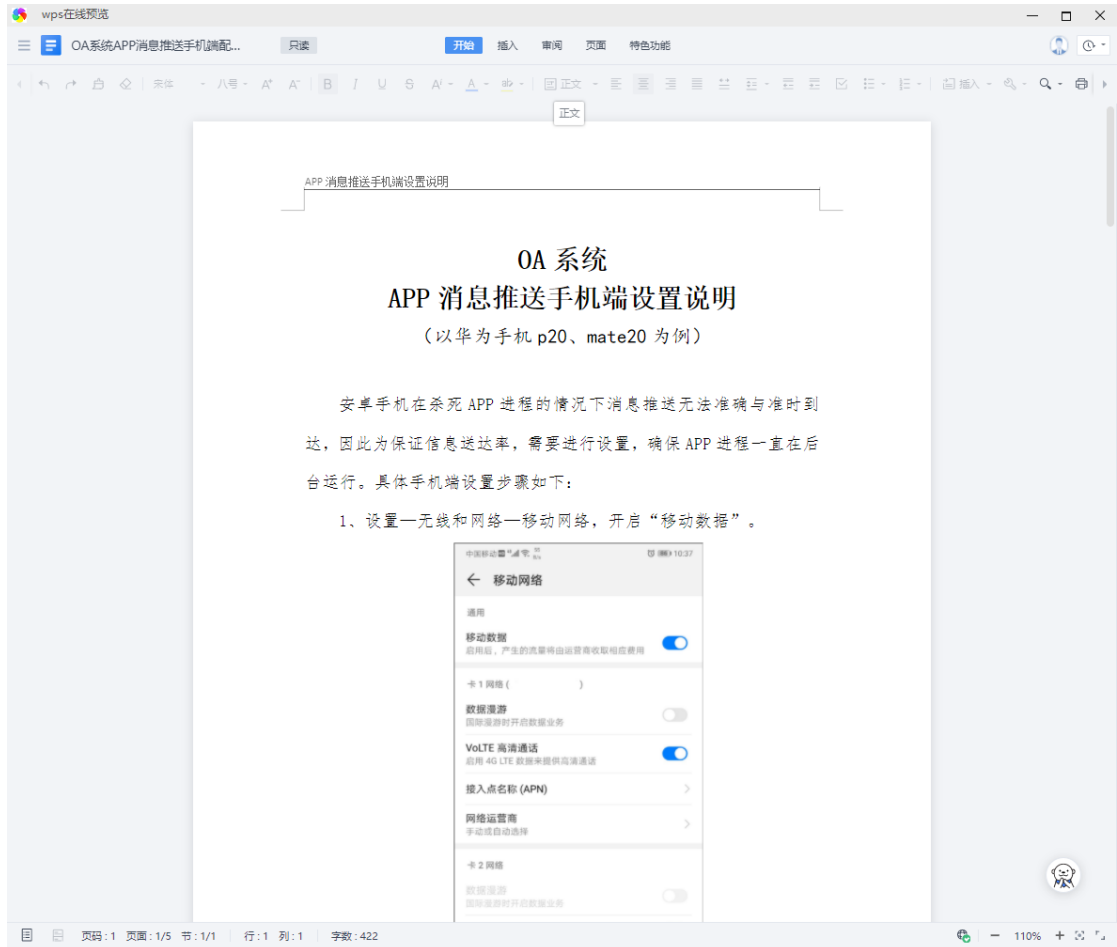 wps在线预览
OA系统APP消息推送手机端配...
只读
开始 插入 审阅 页面 特色功能
宋体 八号 A⁺ A⁻ B I U S A 正文 插入
正文
APP 消息推送手机端设置说明
OA 系统
APP 消息推送手机端设置说明
（以华为手机 p20、mate20 为例）
安卓手机在杀死 APP 进程的情况下消息推送无法准确与准时到
达，因此为保证信息送达率，需要进行设置，确保 APP 进程一直在后
台运行。具体手机端设置步骤如下：
1、设置—无线和网络—移动网络，开启“移动数据”。
中国移动 10:37
移动网络
通用
移动数据
启用后，产生的流量将由运营商收取相应费用
卡 1 网络 ( )
数据漫游
国际漫游时开启数据业务
VoLTE 高清通话
启用 4G LTE 数据来提供高清通话
接入点名称 (APN)
网络运营商
手动或自动选择
卡 2 网络
数据漫游
国际漫游时开启数据业务
页码: 1 页面: 1/5 节: 1/1 行: 1 列: 1 字数: 422
110%